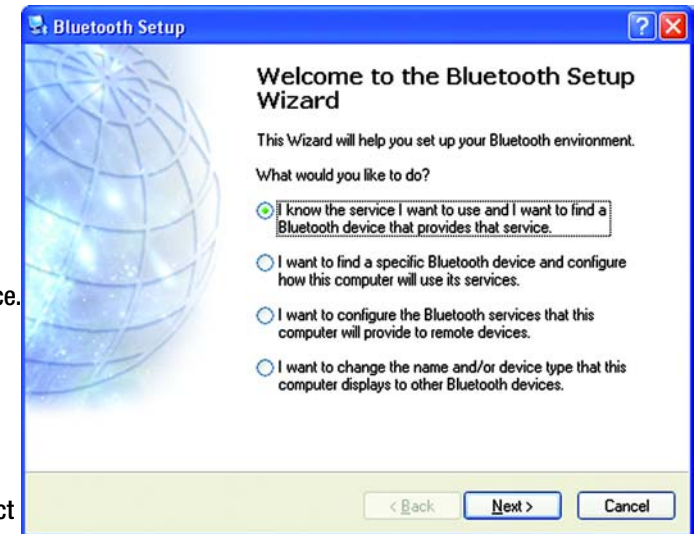 Bluetooth Setup
Welcome to the Bluetooth Setup
Wizard
This Wizard will help you set up your Bluetooth environment.
What would you like to do?
I know the service I want to use and I want to find a
Bluetooth device that provides that service.
I want to find a specific Bluetooth device and configure
how this computer will use its services.
ce.
I want to configure the Bluetooth services that this
computer will provide to remote devices.
I want to change the name and/or device type that this
computer displays to other Bluetooth devices.
ct
< Back Next > Cancel